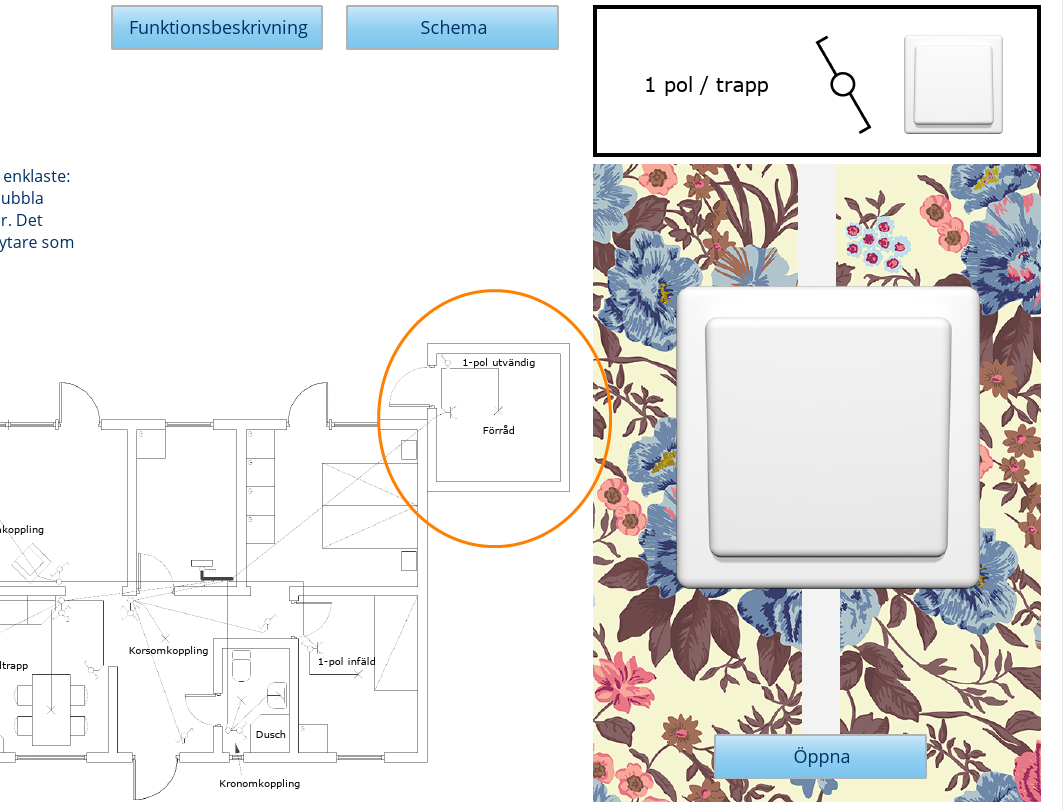 Funktionsbeskrivning
Schema
1 pol / trapp
enklaste:
ubbla
r. Det
ytare som
1-pol utvändig
Förråd
koppling
Korsomkoppling
ltrapp
1-pol infäld
Dusch
Kronomkoppling
Öppna